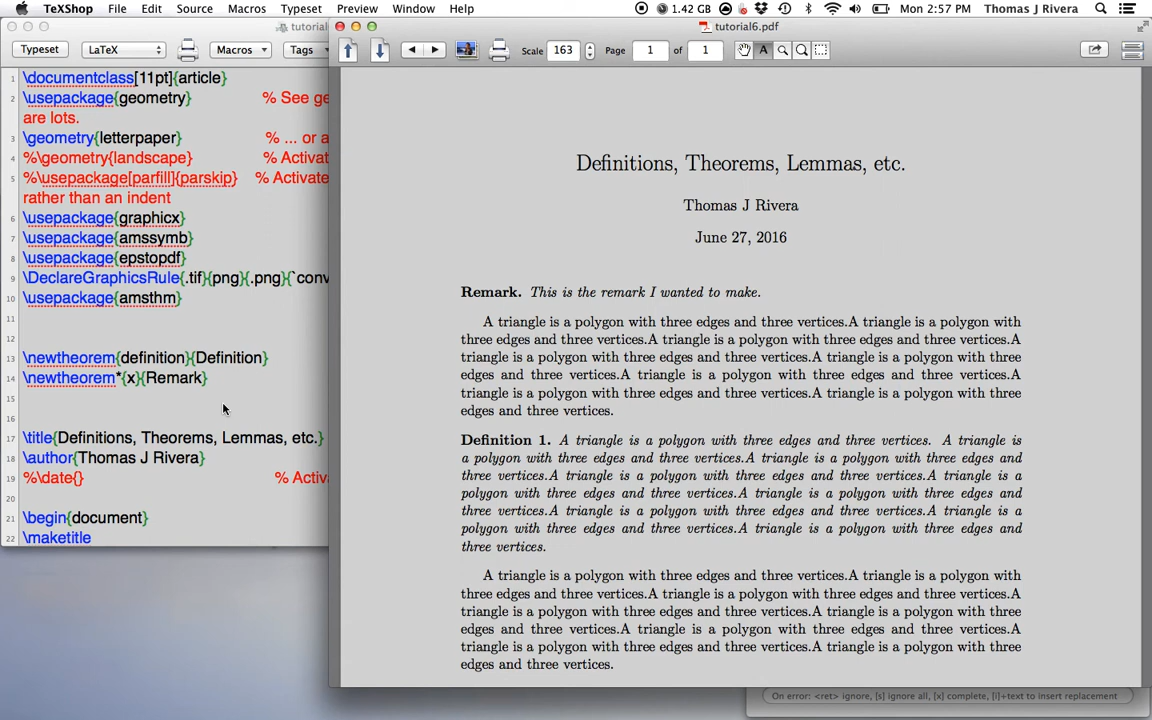 TeXShop File Edit Source Macros Typeset Preview Window Help 1.42 GB Mon 2:57 PM Thomas J Rivera
tutorial
Typeset LaTeX Macros Tags
1 \documentclass[11pt]{article}
2 \usepackage{geometry} % See ge
are lots.
3 \geometry{letterpaper} % ... or a
4 %\geometry{landscape} % Activat
5 %\usepackage[parfill]{parskip} % Activate
rather than an indent
6 \usepackage{graphicx}
7 \usepackage{amssymb}
8 \usepackage{epstopdf}
9 \DeclareGraphicsRule{.tif}{png}{.png}{`conv
10 \usepackage{amsthm}
11
12
13 \newtheorem{definition}{Definition}
14 \newtheorem*{x}{Remark}
15
16
17 \title{Definitions, Theorems, Lemmas, etc.}
18 \author{Thomas J Rivera}
19 %\date{} % Activa
20
21 \begin{document}
22 \maketitle
tutorial6.pdf
Scale 163 Page 1 of 1 A
Definitions, Theorems, Lemmas, etc.
Thomas J Rivera
June 27, 2016
Remark. This is the remark I wanted to make.
A triangle is a polygon with three edges and three vertices.A triangle is a polygon with
three edges and three vertices.A triangle is a polygon with three edges and three vertices.A
triangle is a polygon with three edges and three vertices.A triangle is a polygon with three
edges and three vertices.A triangle is a polygon with three edges and three vertices.A
triangle is a polygon with three edges and three vertices.A triangle is a polygon with three
edges and three vertices.
Definition 1. A triangle is a polygon with three edges and three vertices. A triangle is
a polygon with three edges and three vertices.A triangle is a polygon with three edges and
three vertices.A triangle is a polygon with three edges and three vertices.A triangle is a
polygon with three edges and three vertices.A triangle is a polygon with three edges and
three vertices.A triangle is a polygon with three edges and three vertices.A triangle is a
polygon with three edges and three vertices.A triangle is a polygon with three edges and
three vertices.
A triangle is a polygon with three edges and three vertices.A triangle is a polygon with
three edges and three vertices.A triangle is a polygon with three edges and three vertices.A
triangle is a polygon with three edges and three vertices.A triangle is a polygon with three
edges and three vertices.A triangle is a polygon with three edges and three vertices.A
triangle is a polygon with three edges and three vertices.A triangle is a polygon with three
edges and three vertices.
On error: <ret> ignore, [s] ignore all, [x] complete, [i]+text to insert replacement